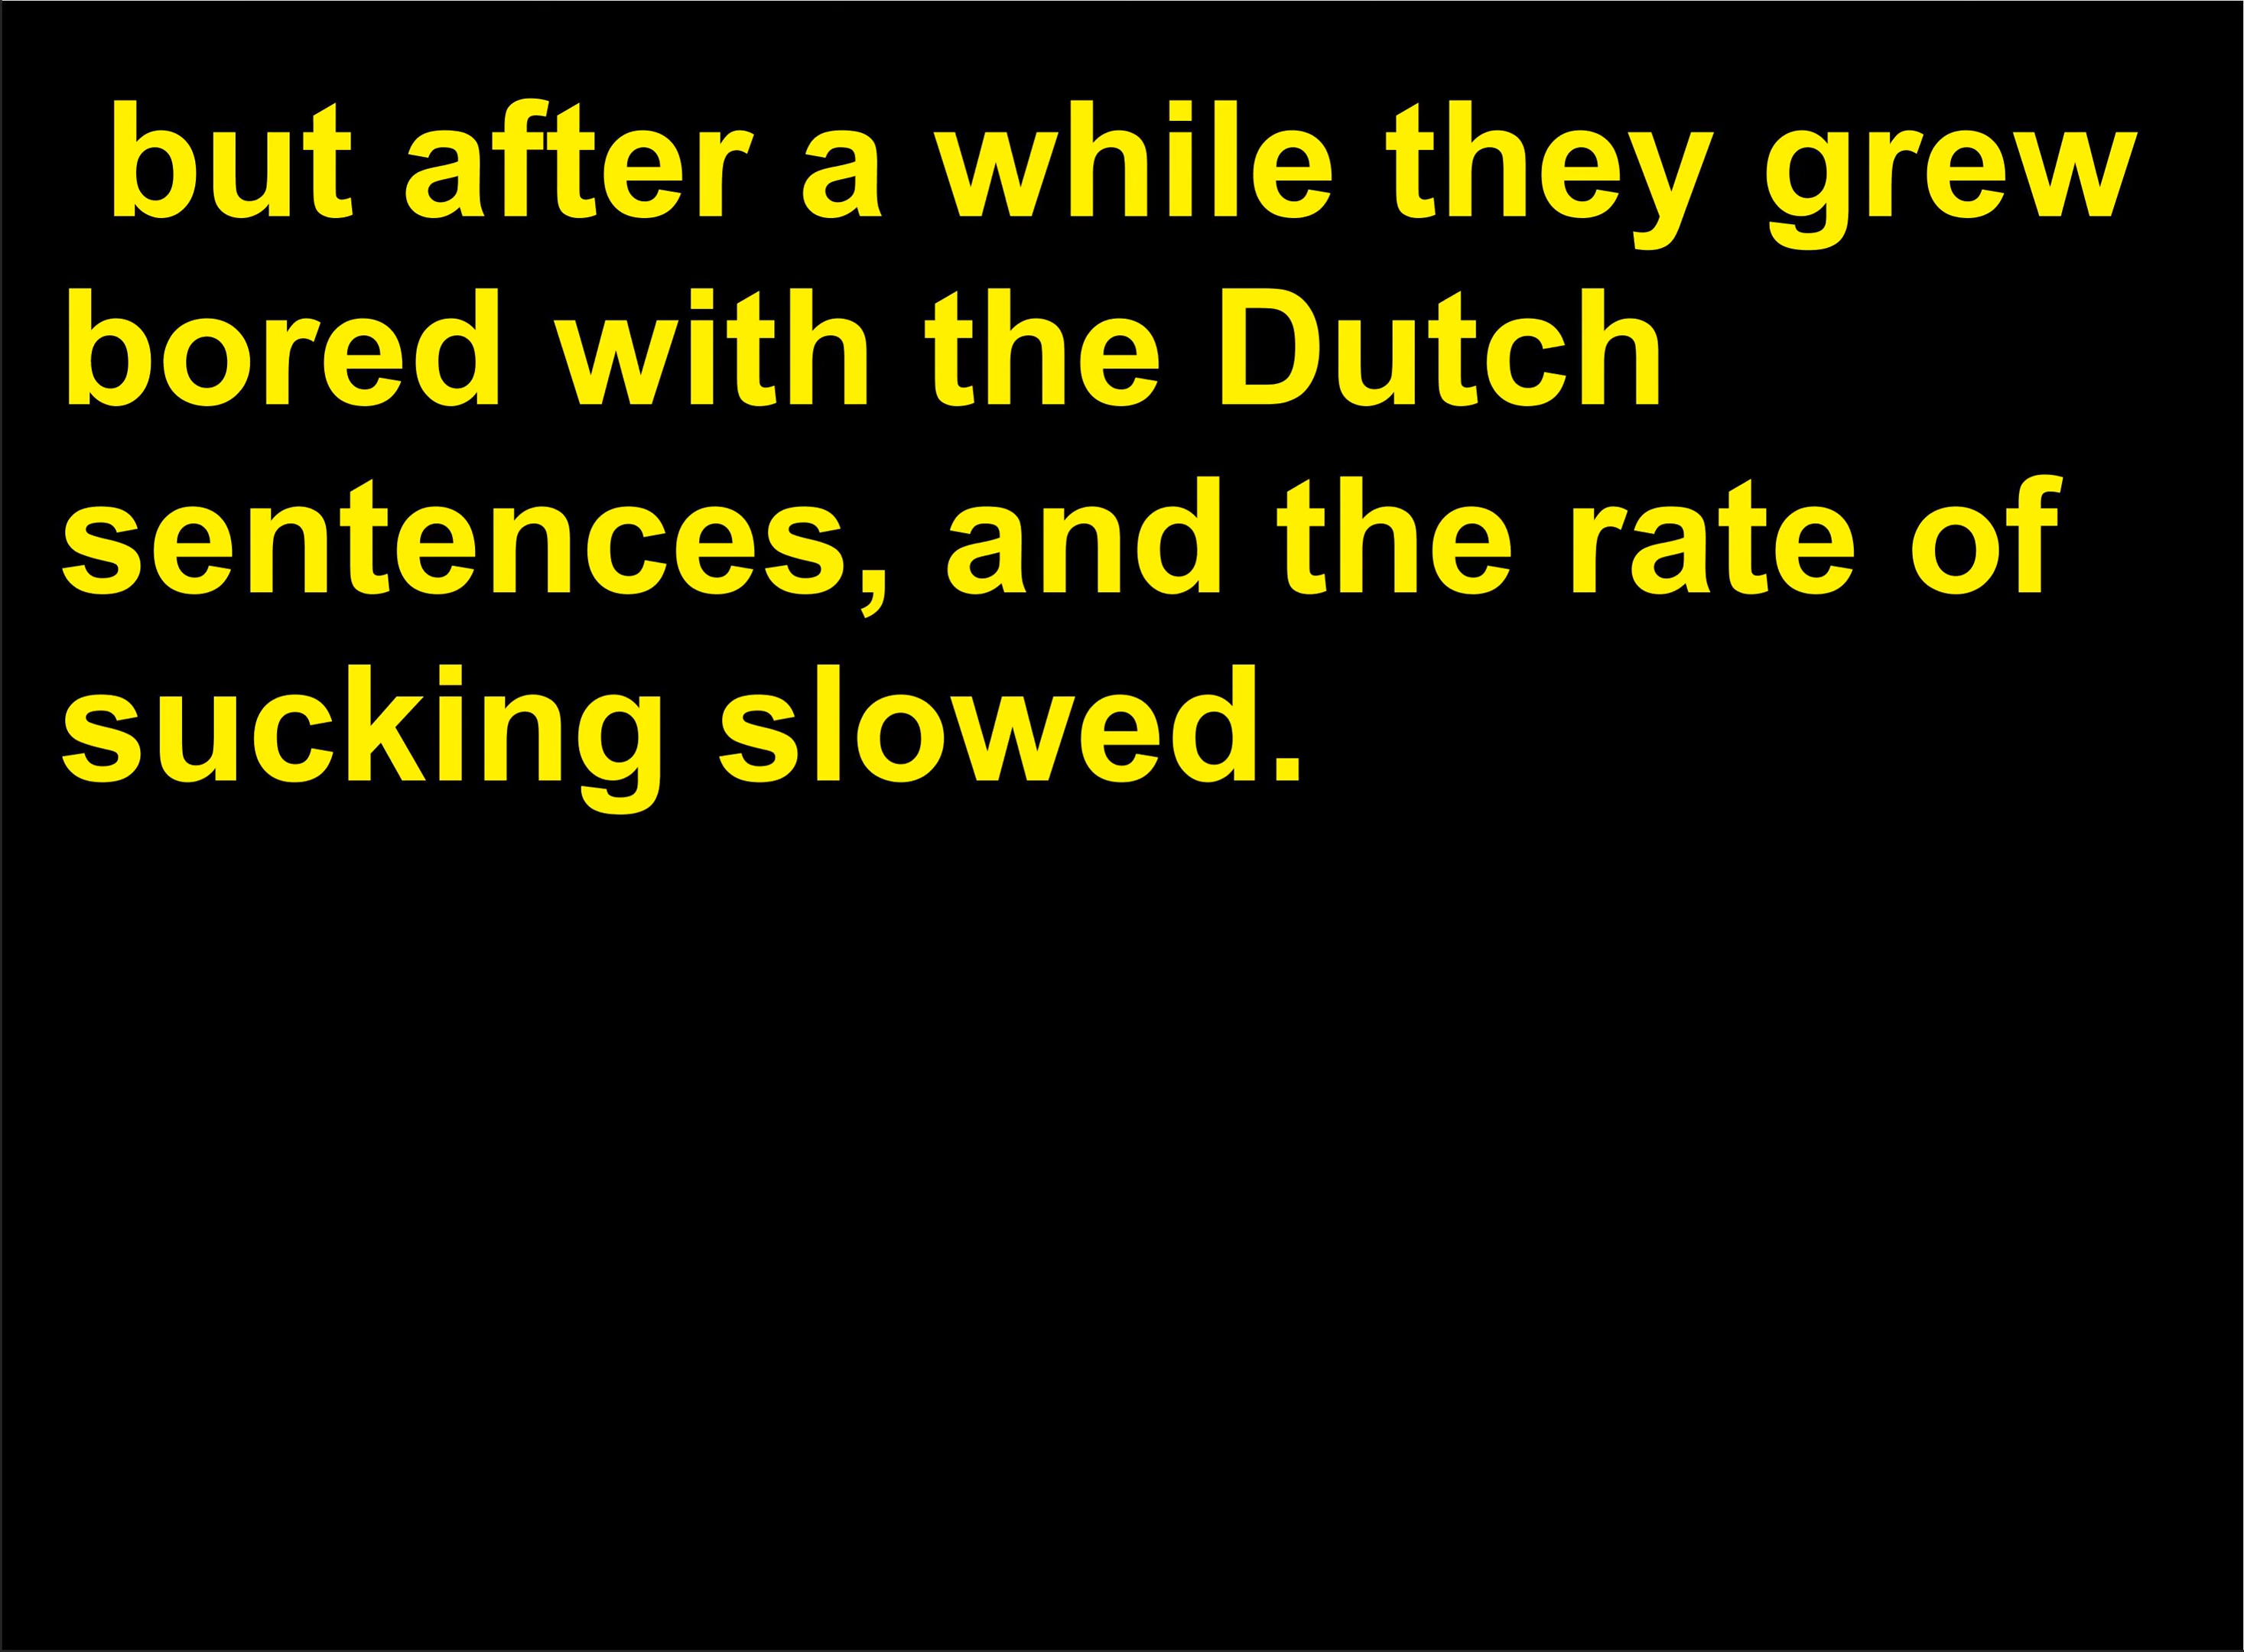 but after a while they grew
bored with the Dutch
sentences, and the rate of
sucking slowed.